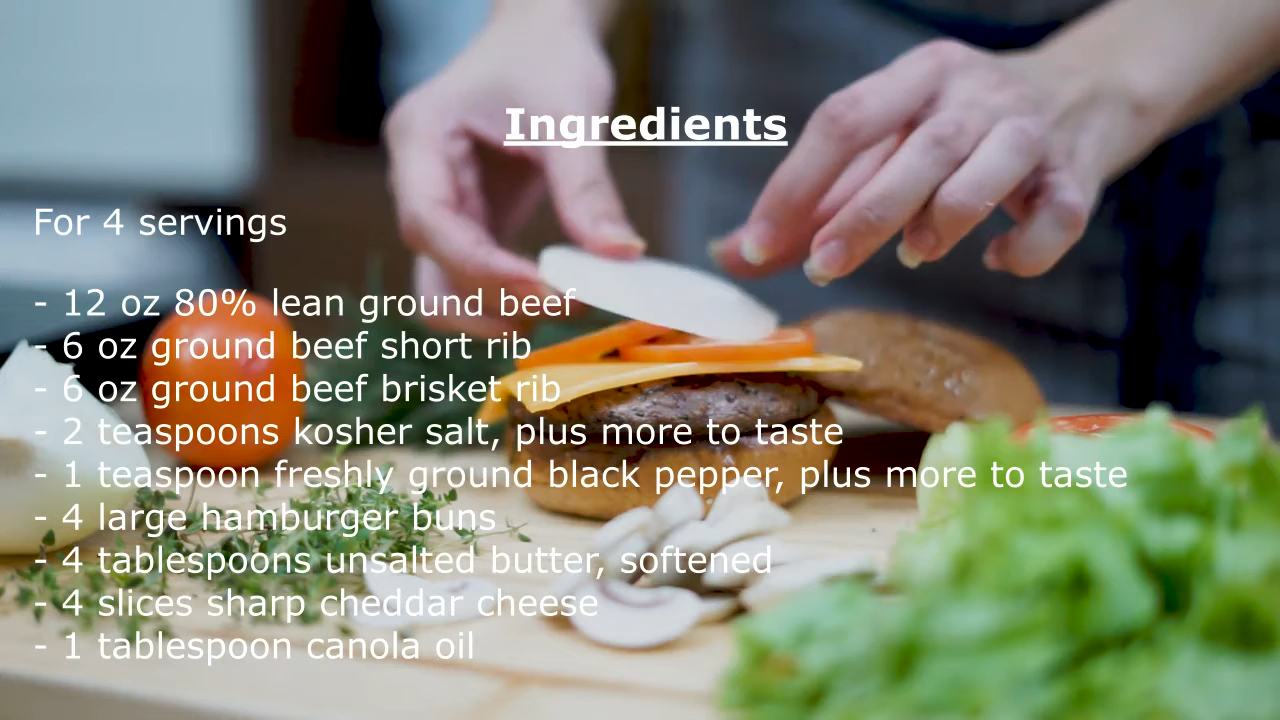 Ingredients
For 4 servings
- 12 oz 80% lean ground beef
- 6 oz ground beef short rib
- 6 oz ground beef brisket rib
- 2 teaspoons kosher salt, plus more to taste
- 1 teaspoon freshly ground black pepper, plus more to taste
- 4 large hamburger buns
- 4 tablespoons unsalted butter, softened
- 4 slices sharp cheddar cheese
- 1 tablespoon canola oil